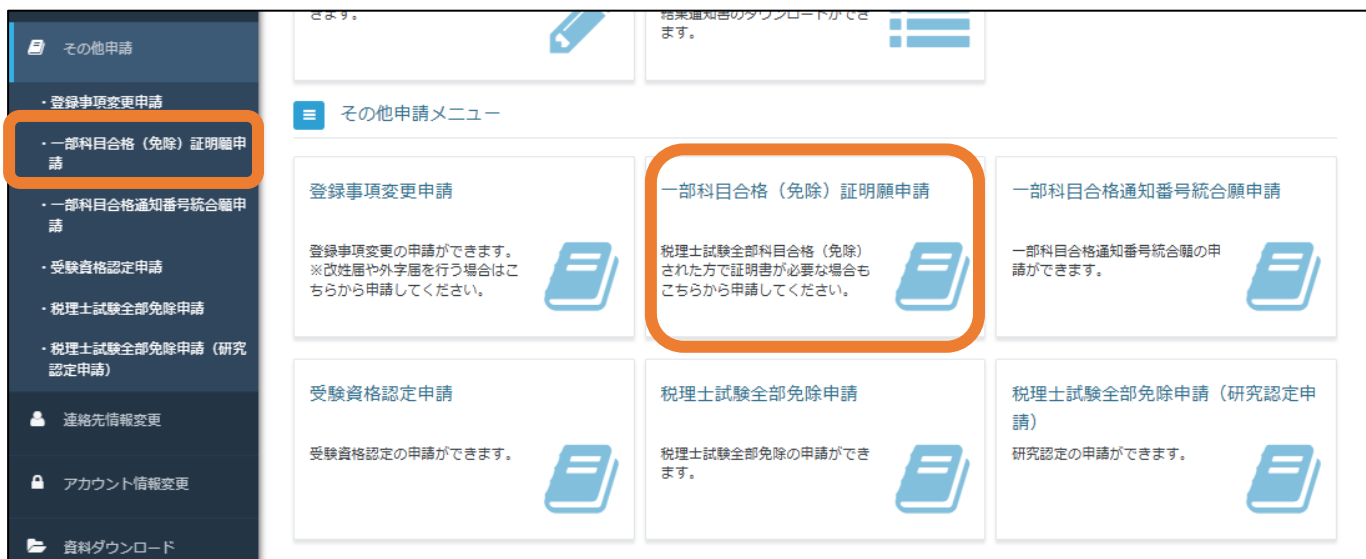 その他申請
・登録事項変更申請
・一部科目合格（免除）証明願申
請
・一部科目合格通知番号統合願申
請
・受験資格認定申請
・税理士試験全部免除申請
・税理士試験全部免除申請（研究
認定申請）
連絡先情報変更
アカウント情報変更
資料ダウンロード
きます。
結果通知書のダウンロードができ
ます。
その他申請メニュー
登録事項変更申請
登録事項変更の申請ができます。
※改姓届や外字届を行う場合はこ
ちらから申請してください。
一部科目合格（免除）証明願申請
税理士試験全部科目合格（免除）
された方で証明書が必要な場合も
こちらから申請してください。
一部科目合格通知番号統合願申請
一部科目合格通知番号統合願の申
請ができます。
受験資格認定申請
受験資格認定の申請ができます。
税理士試験全部免除申請
税理士試験全部免除の申請ができ
ます。
税理士試験全部免除申請（研究認定申
請）
研究認定の申請ができます。